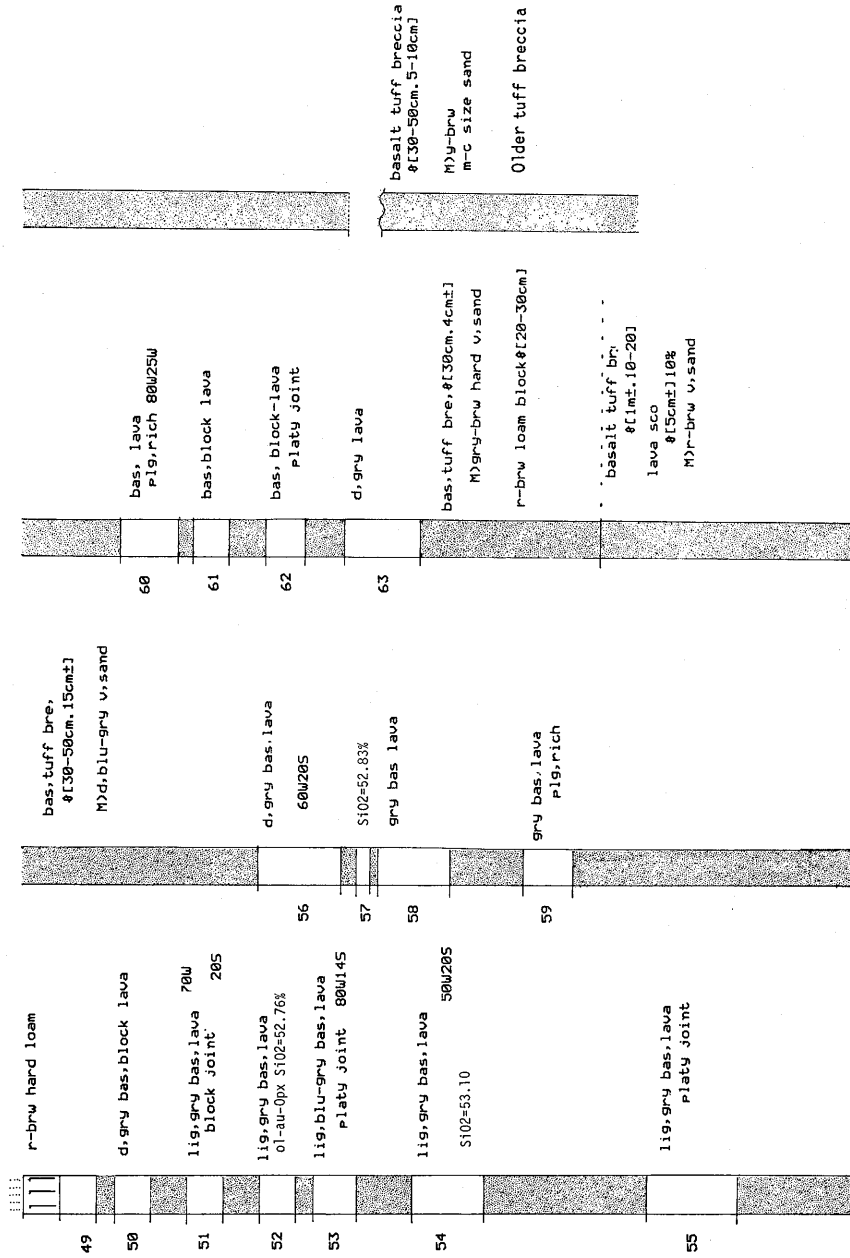 r-brw hard loam
49
50
d,gry bas,block lava
51
lig,gry bas,lava 70W
block joint 20S
52
lig,gry bas,lava
ol-au-Opx SiO2=52.76%
53
lig,blu-gry bas,lava
platy joint 80W14S
54
lig,gry bas,lava
50W20S
SiO2=53.10
55
lig,gry bas,lava
platy joint
bas,tuff bre,
φ[30-50cm.15cm±]
M)d,blu-gry v,sand
56
d,gry bas,lava
60W20S
57
SiO2=52.83%
58
gry bas lava
59
gry bas,lava
plg,rich
60
bas, lava
plg,rich 80W25W
61
bas,block lava
62
bas, block-lava
platy joint
63
d,gry lava
bas,tuff bre,φ[30cm.4cm±]
M)gry-brw hard v,sand
r-brw loam blockφ[20-30cm]
basalt tuff br
φ[1m±.10-20]
lava sco
φ[5cm±]10%
M)r-brw v,sand
basalt tuff breccia
φ[30-50cm.5-10cm]
M)y-brw
m-c size sand
Older tuff breccia